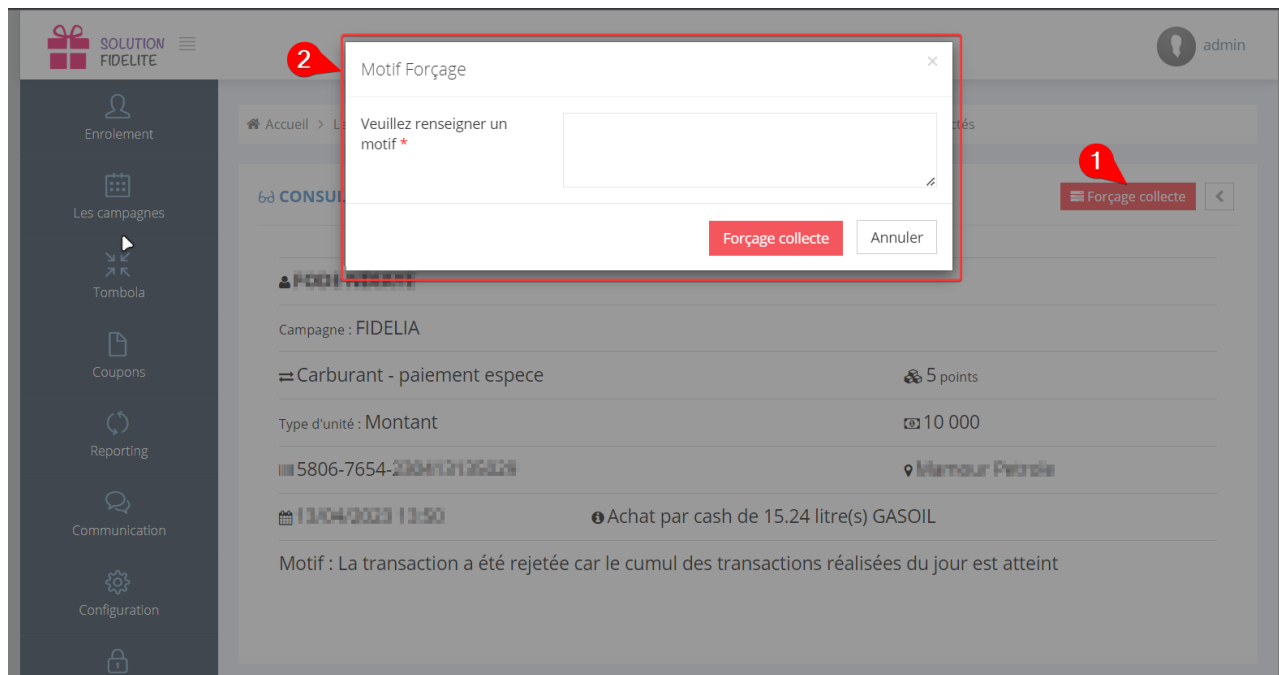 SOLUTION
FIDELITE
admin
2
Motif Forçage
×
Enrolement
Accueil > L
Veuillez renseigner un
motif *
ctés
1
Les campagnes
CONSUL
Forçage collecte
Forçage collecte
Annuler
Tombola
Campagne : FIDELIA
Coupons
Carburant - paiement espece
5 points
Type d'unité : Montant
10 000
Reporting
5806-7654-
Achat par cash de 15.24 litre(s) GASOIL
Communication
Motif : La transaction a été rejetée car le cumul des transactions réalisées du jour est atteint
Configuration